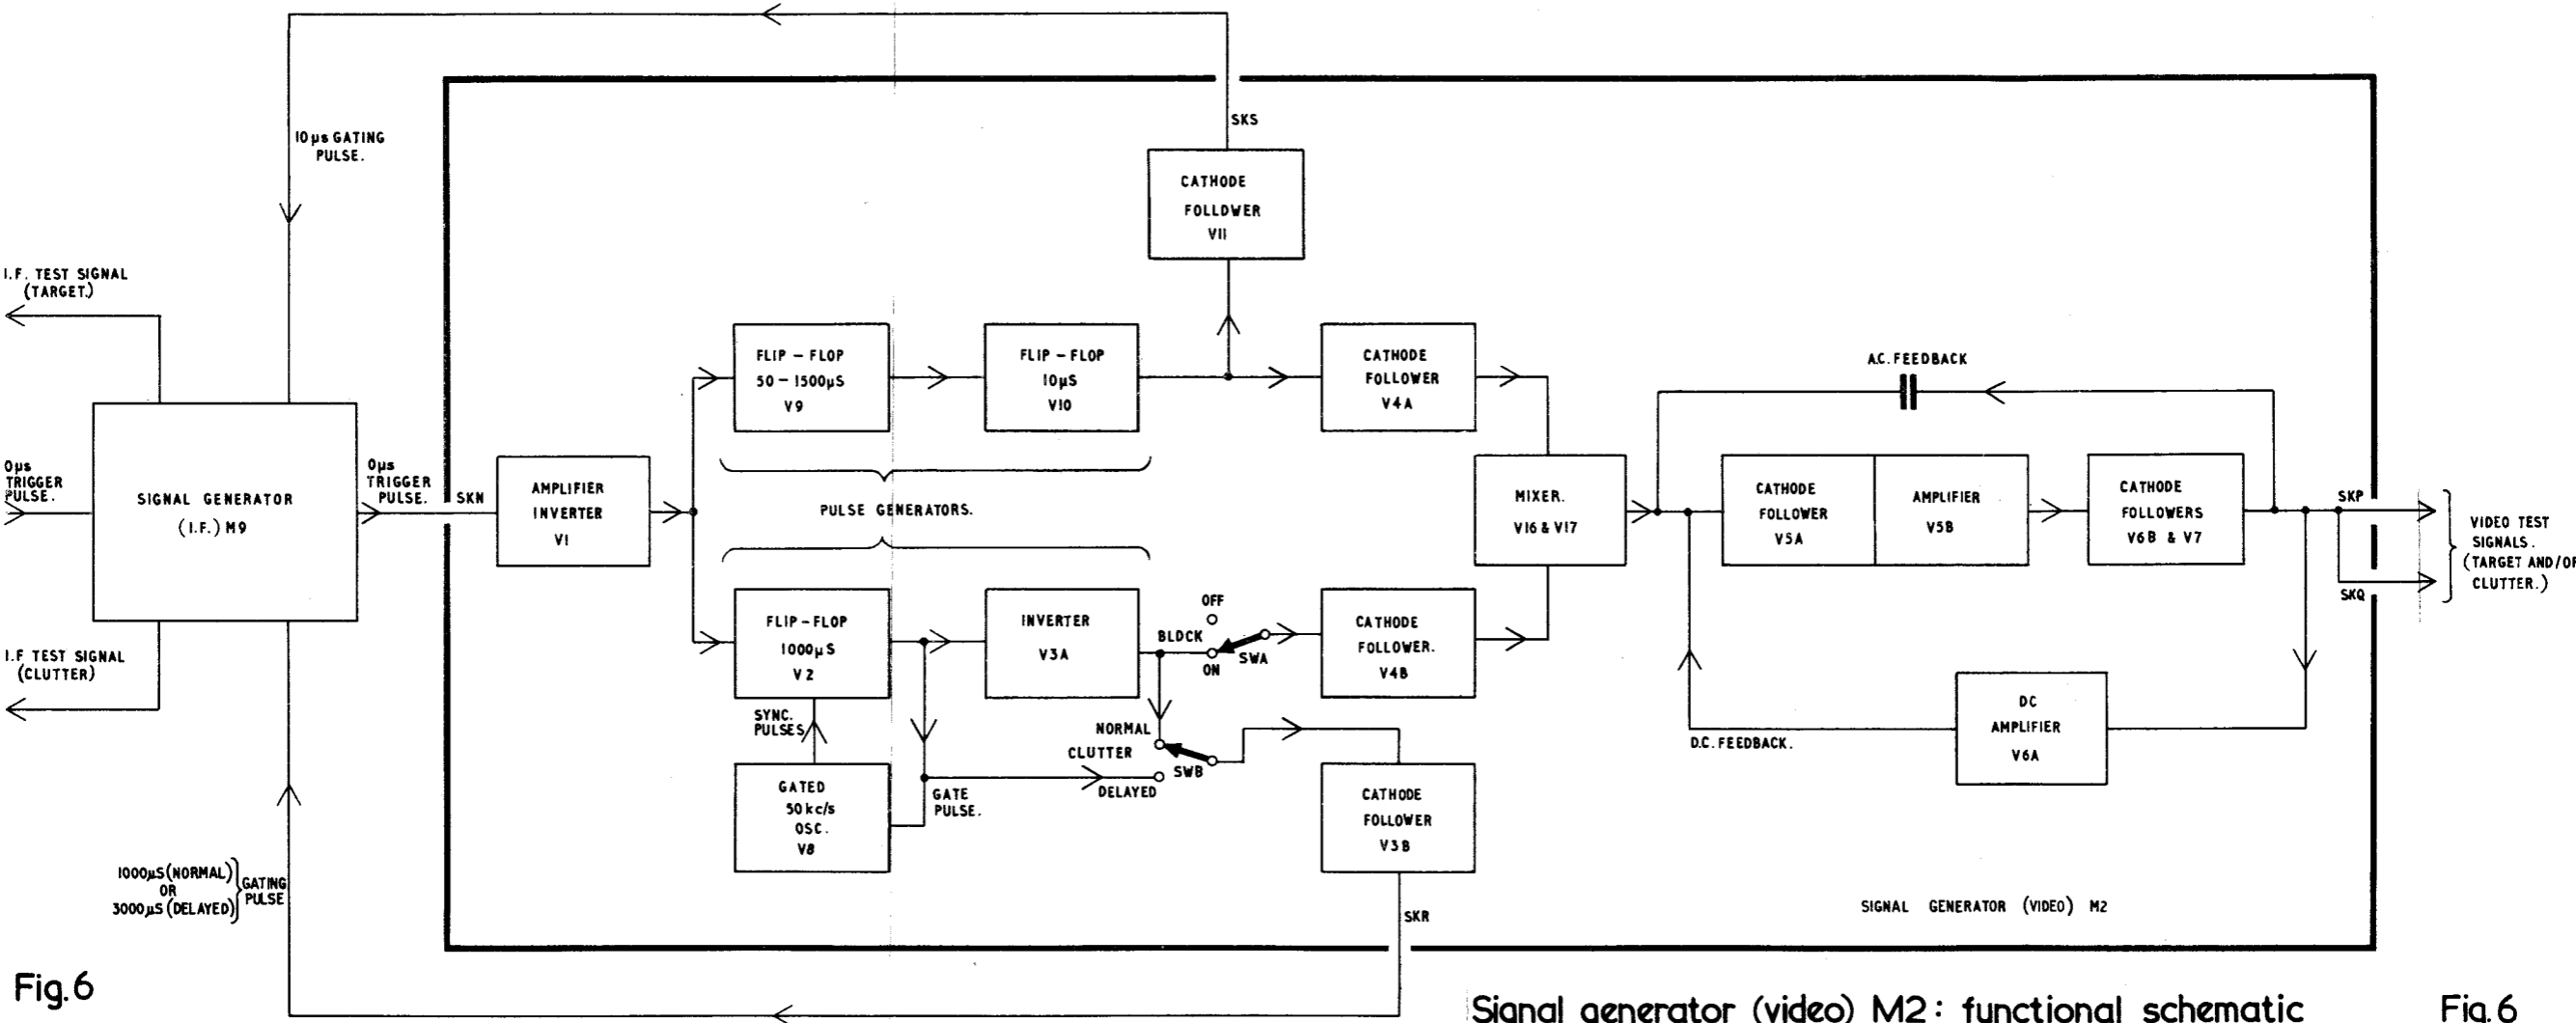 SKS
10µs GATING
PULSE.
CATHODE
FOLLOWER
V11
I.F. TEST SIGNAL
(TARGET.)
FLIP-FLOP
50-1500µS
V9
FLIP-FLOP
10µS
V10
CATHODE
FOLLOWER
V4A
A.C. FEEDBACK
0µs
TRIGGER
PULSE.
SIGNAL GENERATOR
(I.F.) M9
0µs
TRIGGER
PULSE.
SKN
AMPLIFIER
INVERTER
V1
PULSE GENERATORS.
MIXER.
V16 & V17
CATHODE
FOLLOWER
V5A
AMPLIFIER
V5B
CATHODE
FOLLOWERS
V6B & V7
SKP
SKQ
VIDEO TEST
SIGNALS.
(TARGET AND/OR
CLUTTER.)
I.F TEST SIGNAL
(CLUTTER)
FLIP-FLOP
1000µS
V2
INVERTER
V3A
OFF
BLOCK
ON
SWA
CATHODE
FOLLOWER.
V4B
SYNC.
PULSES
NORMAL
CLUTTER
SWB
DELAYED
D.C. FEEDBACK.
DC
AMPLIFIER
V6A
GATED
50kc/s
OSC.
V8
GATE
PULSE.
CATHODE
FOLLOWER
V3B
1000µS (NORMAL)
OR
3000µS (DELAYED)
GATING
PULSE
SKR
SIGNAL GENERATOR (VIDEO) M2
Fig.6
Signal generator (video) M2: functional schematic
Fig.6